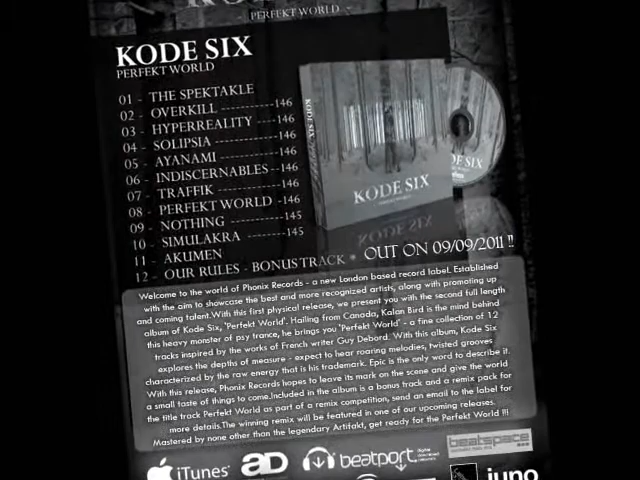 PERFEKT WORLD
KODE SIX
PERFEKT WORLD
01 - THE SPEKTAKLE
02 - OVERKILL -----------146
03 - HYPERREALITY ----146
04 - SOLIPSIA -----------146
05 - AYANAMI -----------146
06 - INDISCERNABLES--146
07 - TRAFFIK -----------146
08 - PERFEKT WORLD -146
09 - NOTHING -----------145
10 - SIMULAKRA --------145
11 - AKUMEN
12 - OUR RULES - BONUS TRACK *
KODE SIX
KODE SIX
PERFEKT WORLD
DE SIX
KODE SIX
OUT ON 09/09/2011 !!
Welcome to the world of Phonix Records - a new London based record label. Established
with the aim to showcase the best and more recognized artists, along with promoting up
and coming talent.With this first physical release, we present you with the second full length
album of Kode Six, 'Perfekt World'. Hailing from Canada, Kalan Bird is the mind behind
this heavy monster of psy trance, he brings you 'Perfekt World' - a fine collection of 12
tracks inspired by the works of French writer Guy Debord. With this album, Kode Six
explores the depths of measure - expect to hear roaring melodies, twisted grooves
characterized by the raw energy that is his trademark. Epic is the only word to describe it.
With this release, Phonix Records hopes to leave its mark on the scene and give the world
a small taste of things to come.Included in the album is a bonus track and a remix pack for
the title track Perfekt World as part of a remix competition, send an email to the label for
more details.The winning remix will be featured in one of our upcoming releases.
Mastered by none other than the legendary Artifakt, get ready for the Perfekt World !!!
iTunes
beatport
beatspace
juno